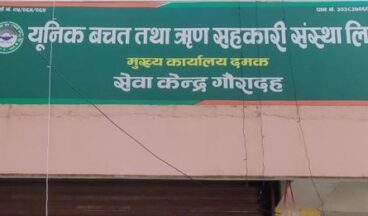 यूनिक बचत तथा ऋण सहकारी संस्था लि
मुख्य कार्यालय दमक
सेवा केन्द्र गौरादह